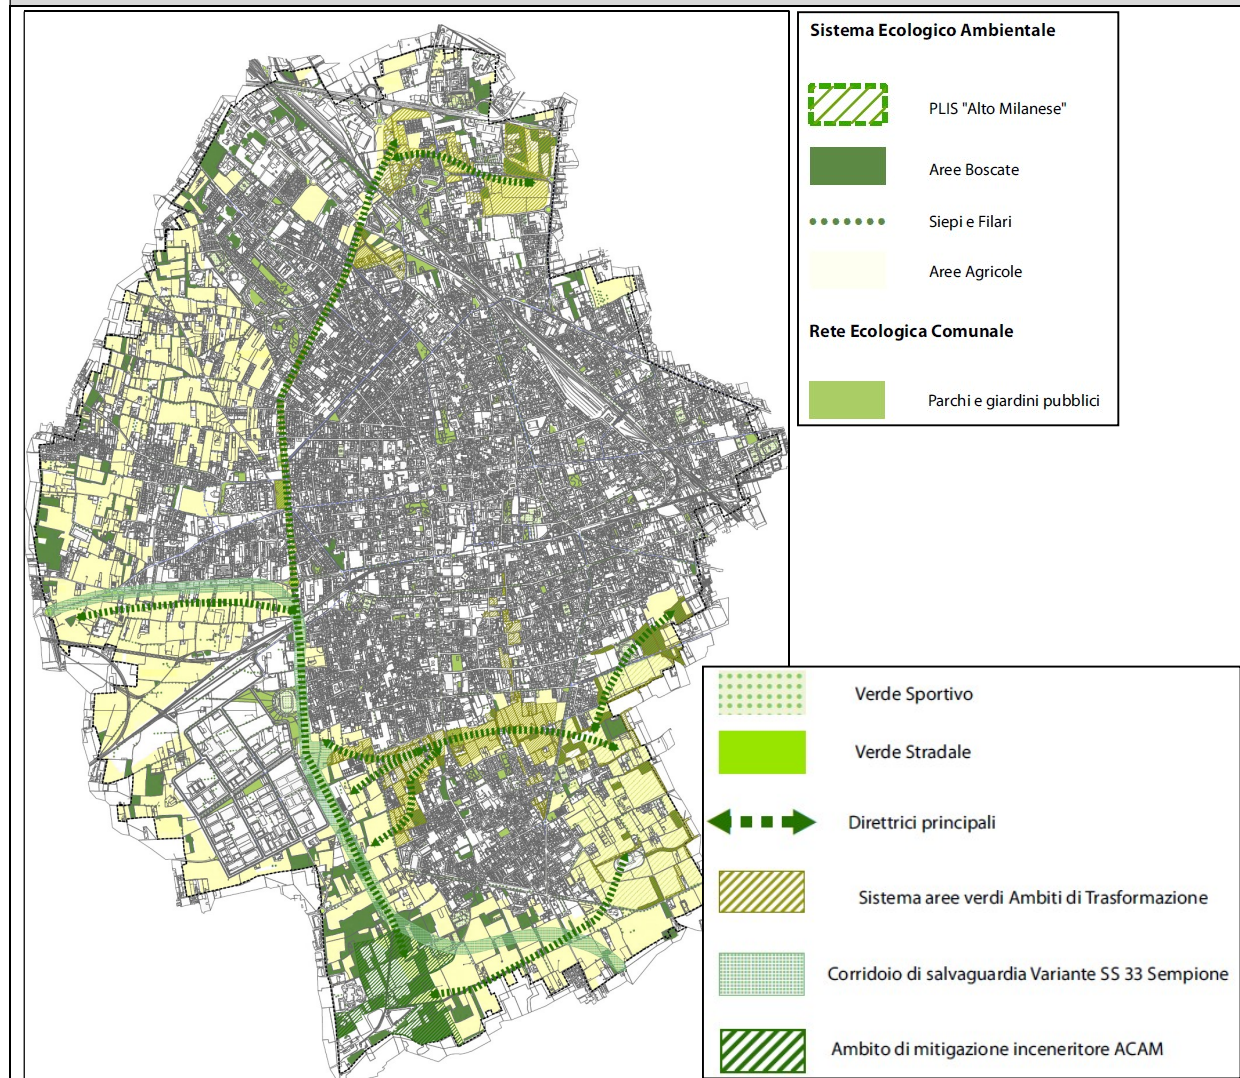 Sistema Ecologico Ambientale
PLIS "Alto Milanese"
Aree Boscate
Siepi e Filari
Aree Agricole
Rete Ecologica Comunale
Parchi e giardini pubblici
Verde Sportivo
Verde Stradale
Direttrici principali
Sistema aree verdi Ambiti di Trasformazione
Corridoio di salvaguardia Variante SS 33 Sempione
Ambito di mitigazione inceneritore ACAM